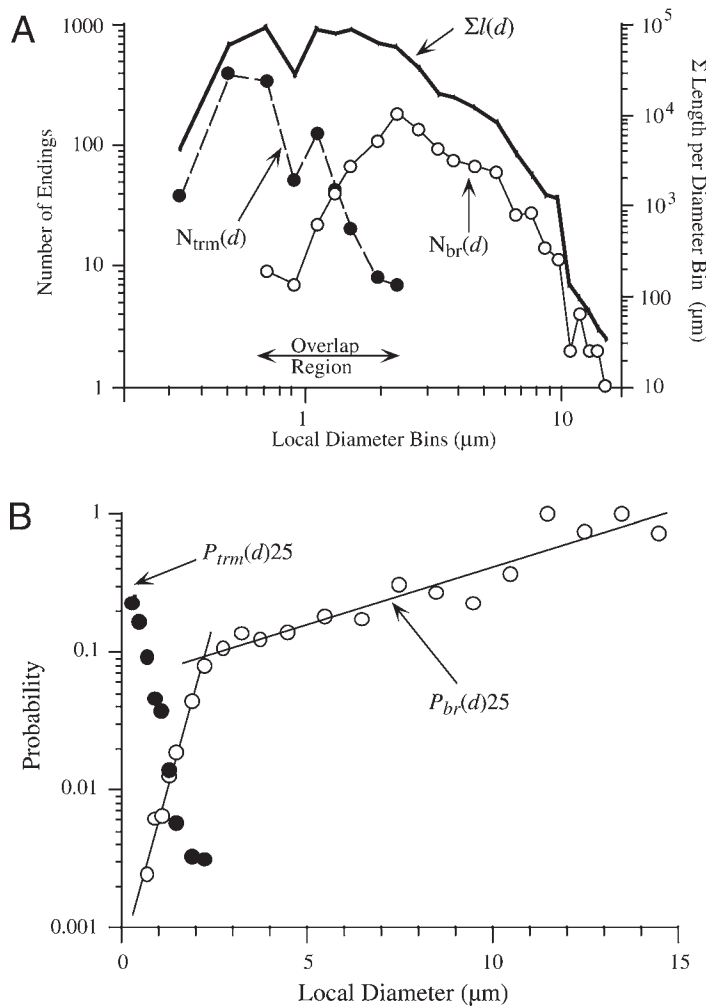 A
1000
100
10
1
Number of Endings
Σl(d)
N_trm(d)
N_br(d)
Overlap
Region
10^5
10^4
10^3
100
10
Σ Length per Diameter
Bin (μm)
1
10
Local Diameter Bins (μm)
B
1
0.1
0.01
0.001
Probability
P_trm(d)25
P_br(d)25
0
5
10
15
Local Diameter (μm)